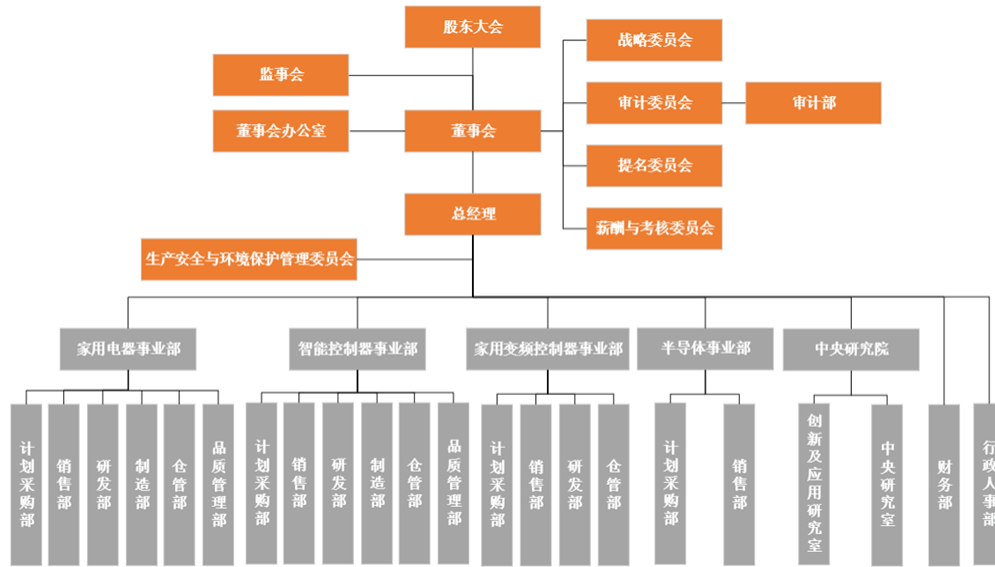 股东大会
战略委员会
监事会
审计委员会
审计部
董事会办公室
董事会
提名委员会
总经理
薪酬与考核委员会
生产安全与环境保护管理委员会
家用电器事业部
智能控制器事业部
家用变频控制器事业部
半导体事业部
中央研究院
计划采购部
销售部
研发部
制造部
仓管部
品质管理部
计划采购部
销售部
研发部
制造部
仓管部
品质管理部
计划采购部
销售部
研发部
仓管部
计划采购部
销售部
创新及应用研究室
中央研究室
财务部
行政人事部